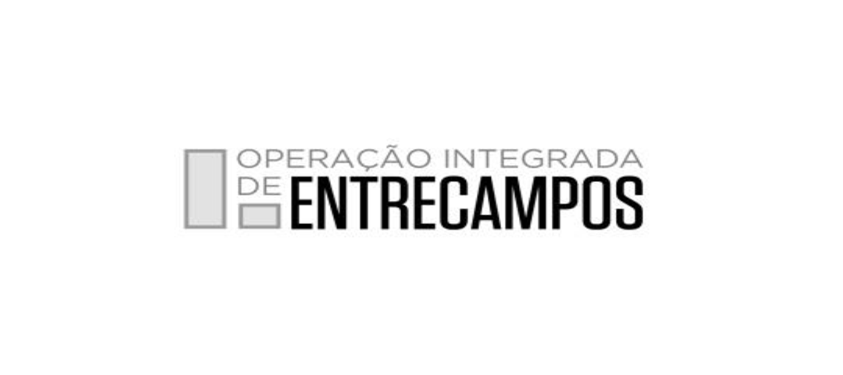 OPERAÇÃO INTEGRADA
DE ENTRECAMPOS